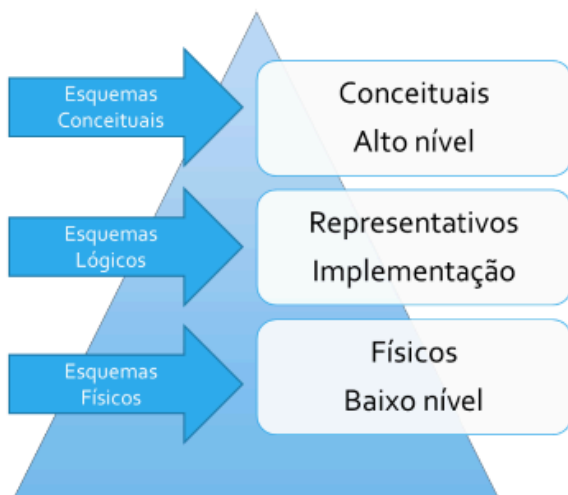 Esquemas
Conceituais
Conceituais
Alto nível
Esquemas
Lógicos
Representativos
Implementação
Esquemas
Físicos
Físicos
Baixo nível